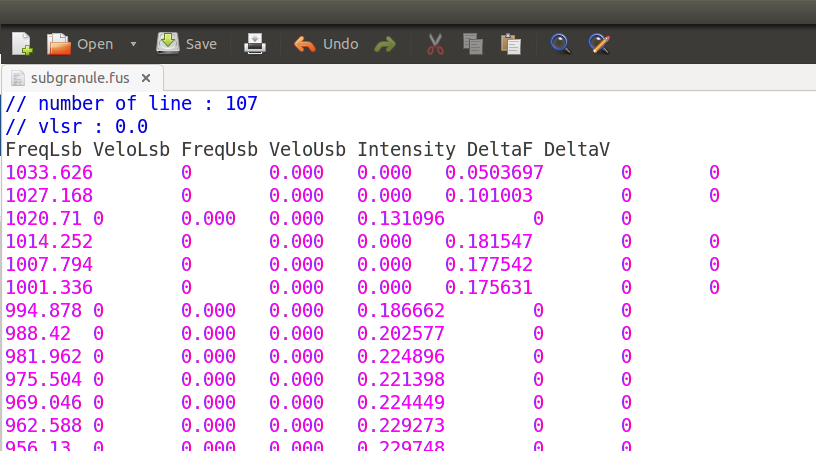 Open Save Undo
subgranule.fus ×
// number of line : 107
// vlsr : 0.0
FreqLsb VeloLsb FreqUsb VeloUsb Intensity DeltaF DeltaV
1033.626 0 0.000 0.000 0.0503697 0 0
1027.168 0 0.000 0.000 0.101003 0 0
1020.71 0 0.000 0.000 0.131096 0 0
1014.252 0 0.000 0.000 0.181547 0 0
1007.794 0 0.000 0.000 0.177542 0 0
1001.336 0 0.000 0.000 0.175631 0 0
994.878 0 0.000 0.000 0.186662 0 0
988.42 0 0.000 0.000 0.202577 0 0
981.962 0 0.000 0.000 0.224896 0 0
975.504 0 0.000 0.000 0.221398 0 0
969.046 0 0.000 0.000 0.224449 0 0
962.588 0 0.000 0.000 0.229273 0 0
956.13 0 0.000 0.000 0.229748 0 0